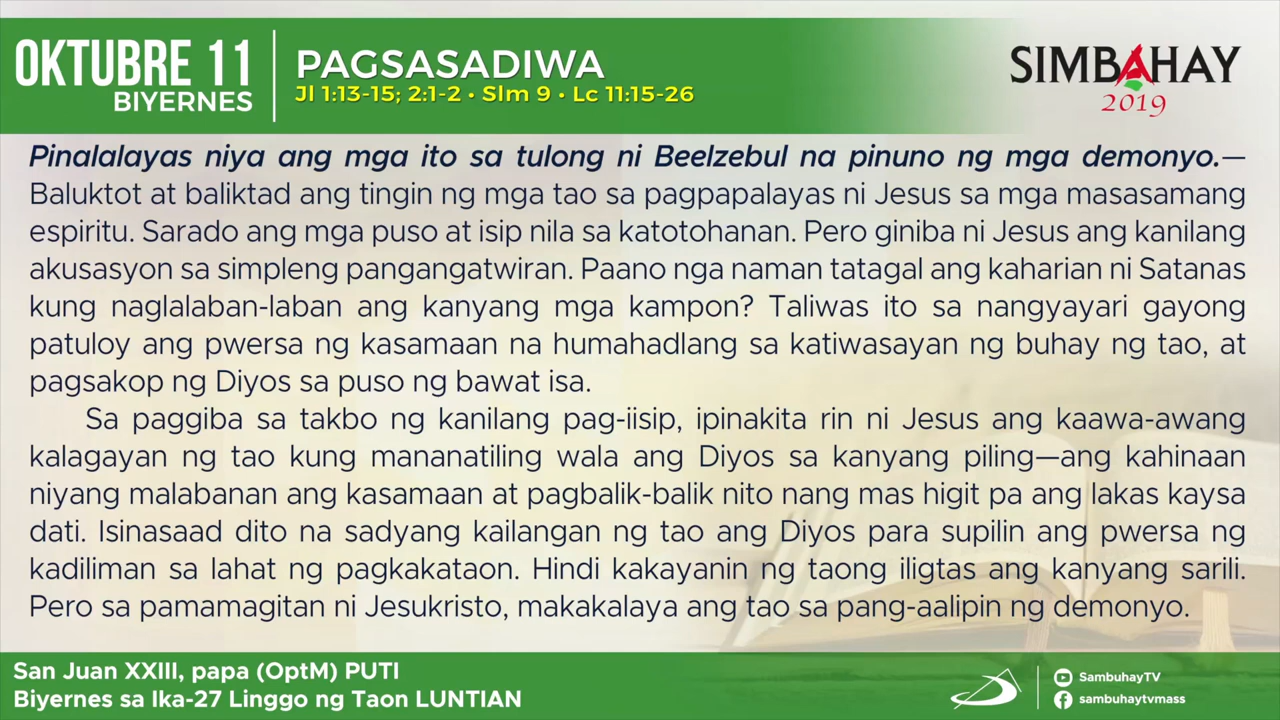 OKTUBRE 11
BIYERNES
PAGSASADIWA
Jl 1:13-15; 2:1-2 • Slm 9 • Lc 11:15-26
SIMBAHAY
2019
Pinalalayas niya ang mga ito sa tulong ni Beelzebul na pinuno ng mga demonyo.—
Baluktot at baliktad ang tingin ng mga tao sa pagpapalayas ni Jesus sa mga masasamang
espiritu. Sarado ang mga puso at isip nila sa katotohanan. Pero giniba ni Jesus ang kanilang
akusasyon sa simpleng pangangatwiran. Paano nga naman tatagal ang kaharian ni Satanas
kung naglalaban-laban ang kanyang mga kampon? Taliwas ito sa nangyayari gayong
patuloy ang pwersa ng kasamaan na humahadlang sa katiwasayan ng buhay ng tao, at
pagsakop ng Diyos sa puso ng bawat isa.
Sa paggiba sa takbo ng kanilang pag-iisip, ipinakita rin ni Jesus ang kaawa-awang
kalagayan ng tao kung mananatiling wala ang Diyos sa kanyang piling—ang kahinaan
niyang malabanan ang kasamaan at pagbalik-balik nito nang mas higit pa ang lakas kaysa
dati. Isinasaad dito na sadyang kailangan ng tao ang Diyos para supilin ang pwersa ng
kadiliman sa lahat ng pagkakataon. Hindi kakayanin ng taong iligtas ang kanyang sarili.
Pero sa pamamagitan ni Jesukristo, makakalaya ang tao sa pang-aalipin ng demonyo.
San Juan XXIII, papa (OptM) PUTI
Biyernes sa Ika-27 Linggo ng Taon LUNTIAN
SambuhayTV
sambuhaytvmass